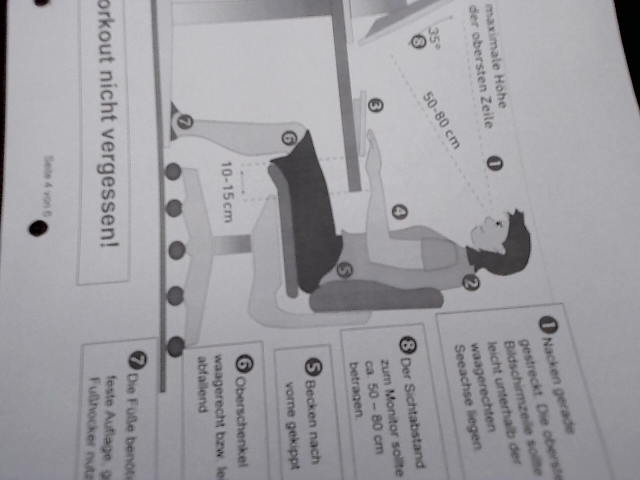 maximale Höhe
der obersten Zeile
35°
8
50-80 cm
1
3
4
2
5
6
10-15 cm
7
1 Nacken gerade
gestreckt. Die oberste
Bildschirmzeile sollte
leicht unterhalb der
waagerechten
Seeachse liegen.
8 Der Sichtabstand
zum Monitor sollte
ca 50 – 80 cm
betragen.
5 Becken nach
vorne gekippt
6 Oberschenkel
waagerecht bzw. le
abfallend
7 Die Füße benöt
feste Auflage, g
Fußhocker nutz
orkout nicht vergessen!
Seite 4 von 6